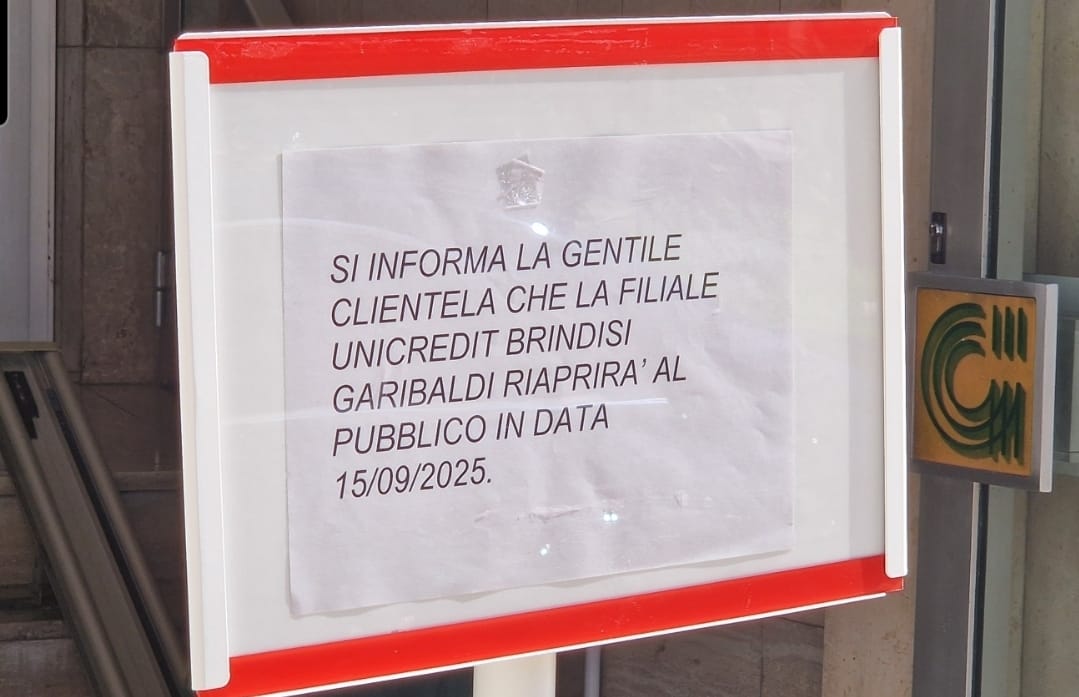 SI INFORMA LA GENTILE
CLIENTELA CHE LA FILIALE
UNICREDIT BRINDISI
GARIBALDI RIAPRIRA' AL
PUBBLICO IN DATA
15/09/2025.